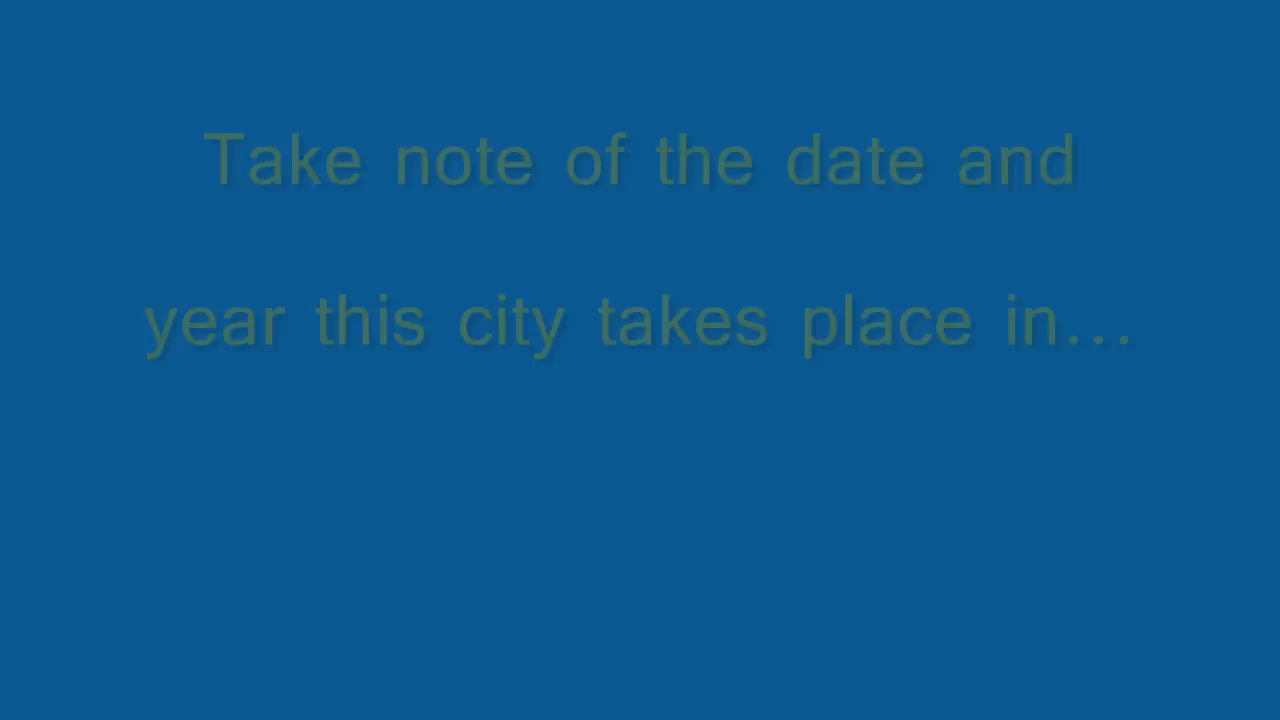 Take note of the date and
year this city takes place in...